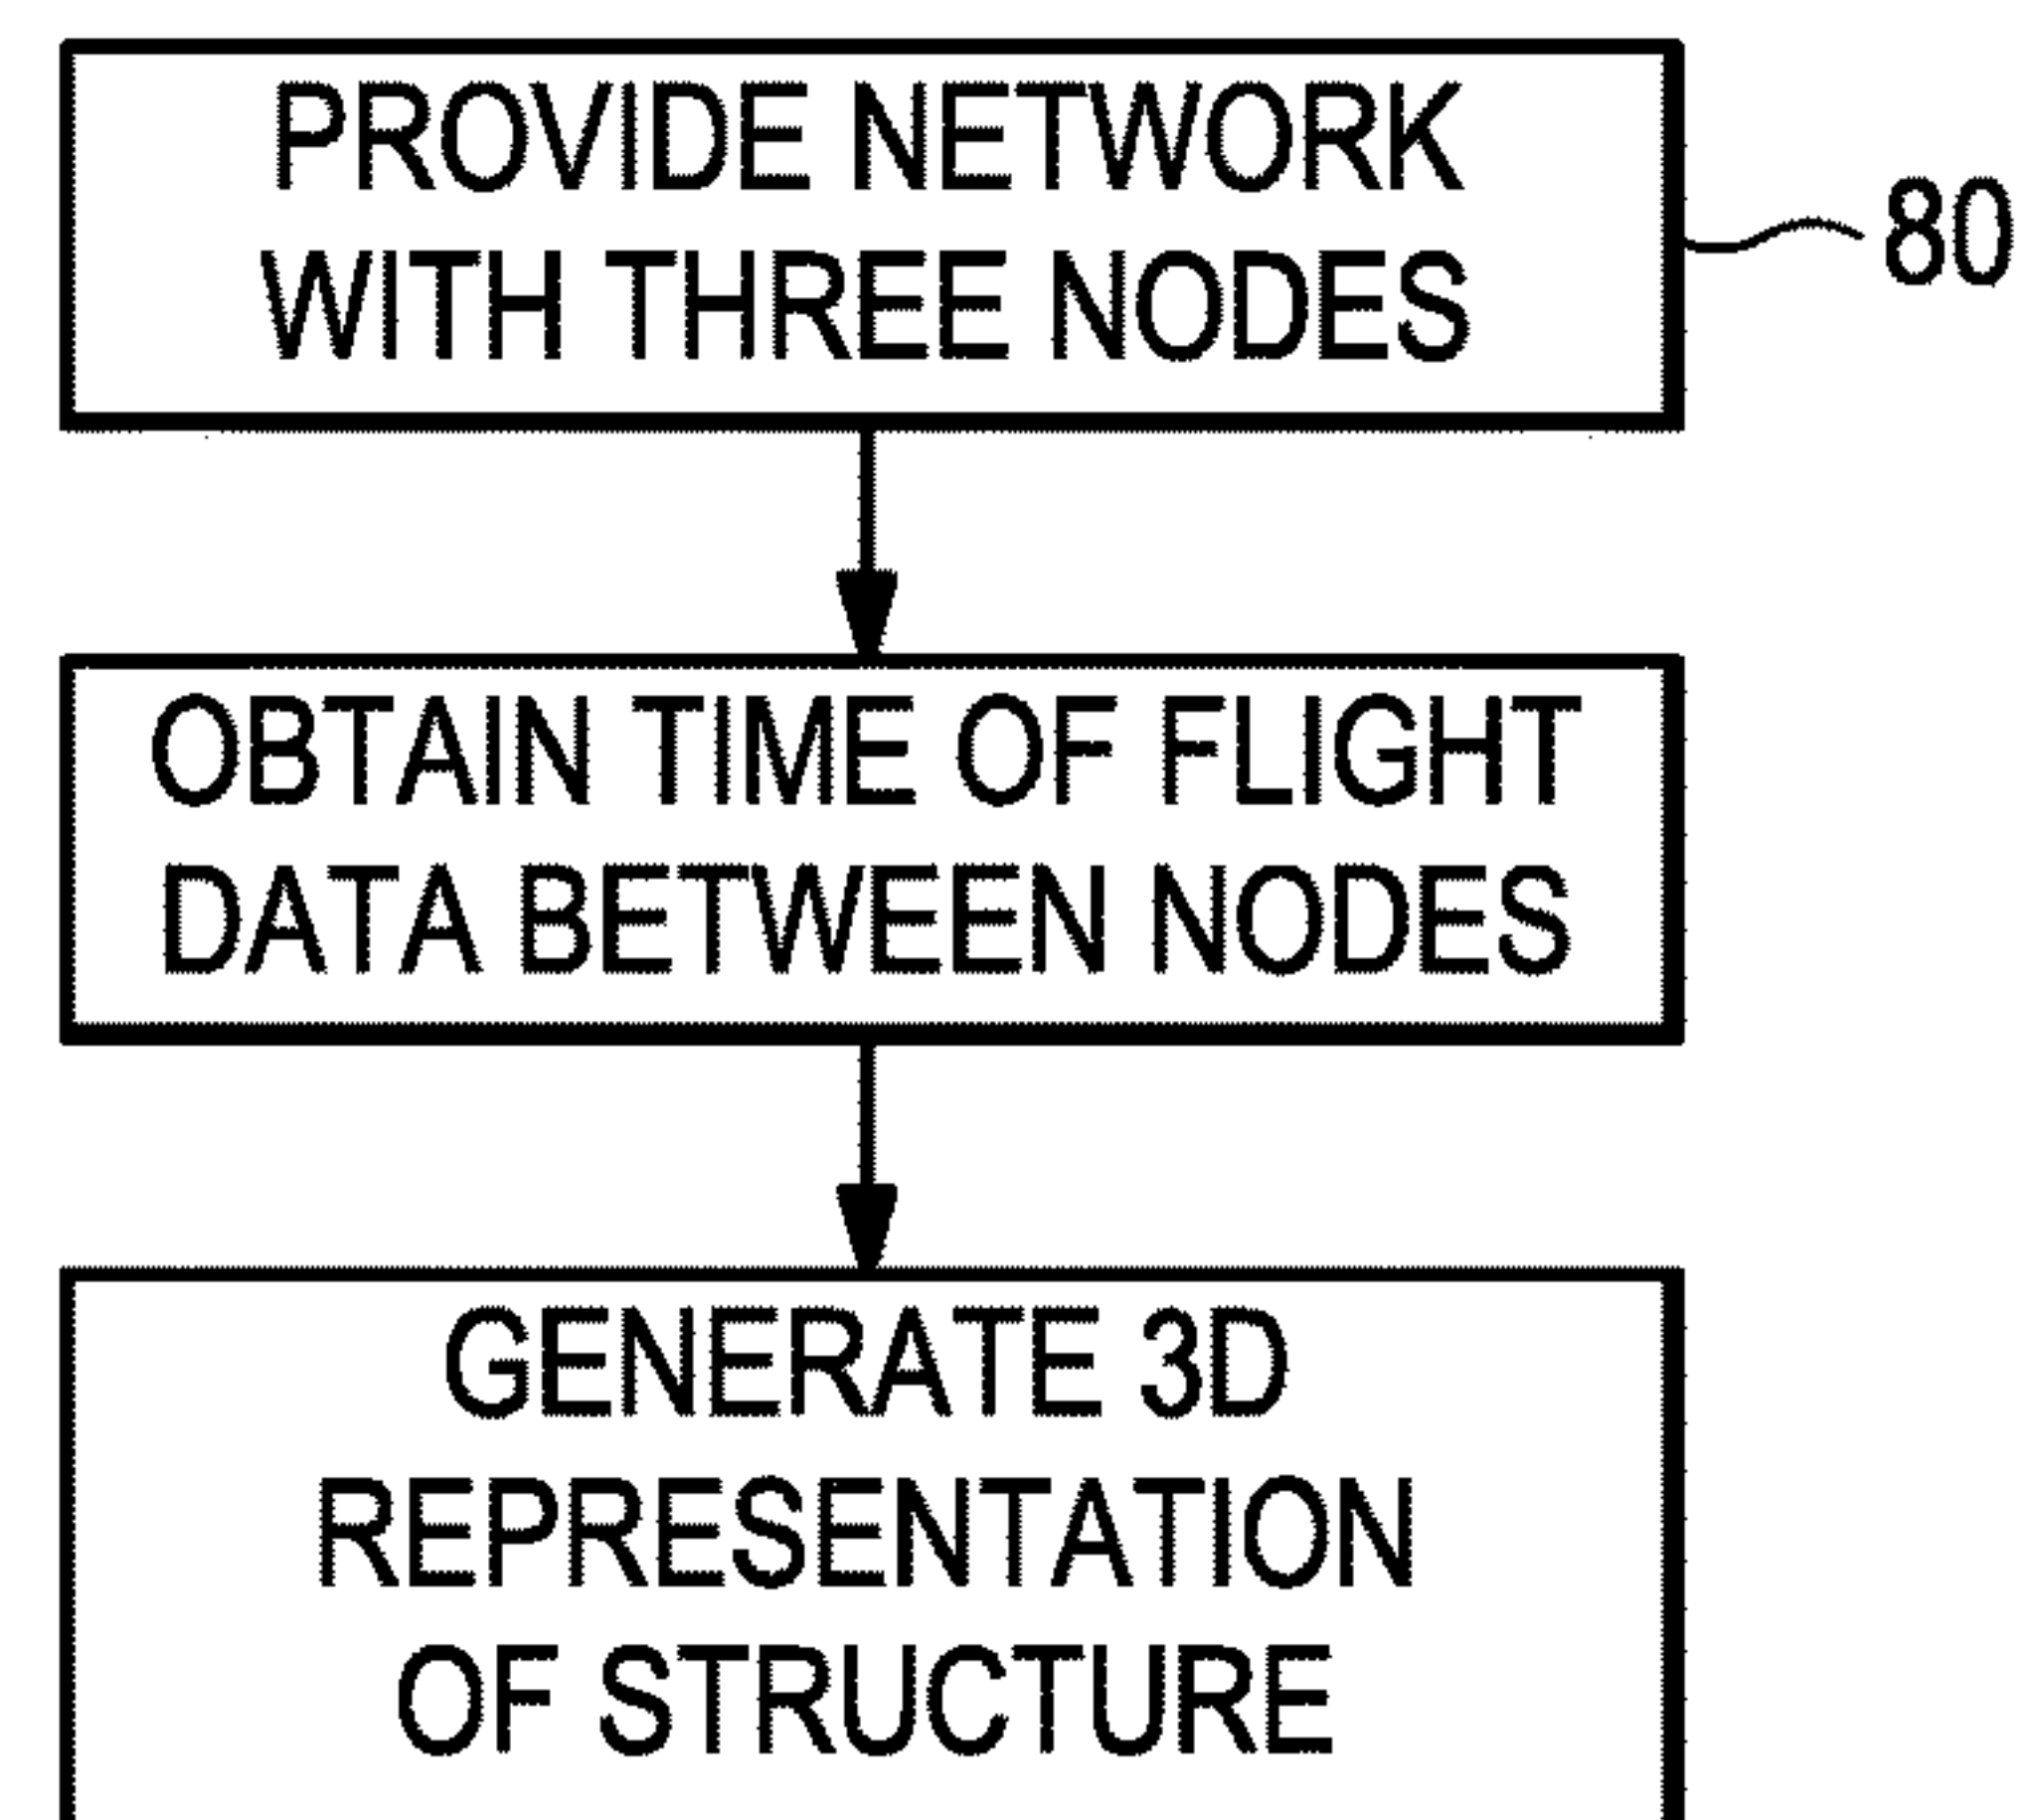 PROVIDE NETWORK
WITH THREE NODES
80
OBTAIN TIME OF FLIGHT
DATA BETWEEN NODES
GENERATE 3D
REPRESENTATION
OF STRUCTURE